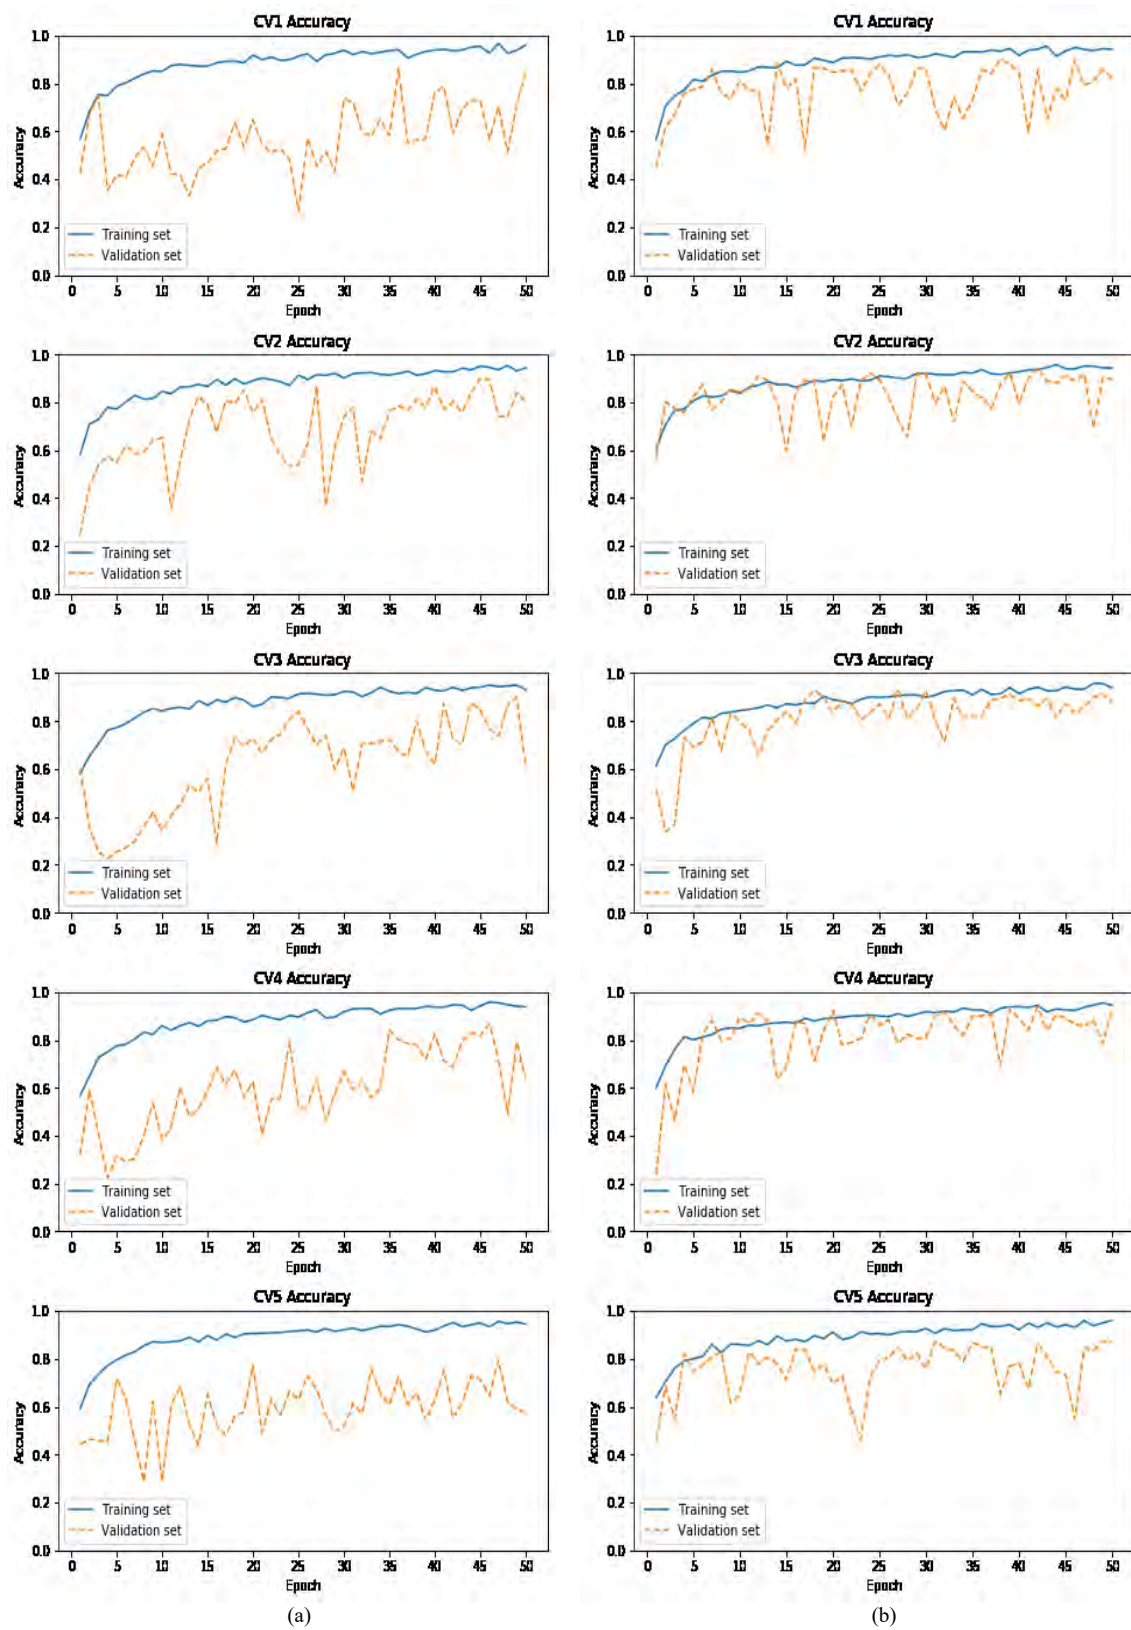 CV1 Accuracy
1.0
0.8
0.6
0.4
0.2
0.0
Accuracy
Training set
Validation set
0 5 10 15 20 25 30 35 40 45 50
Epoch
CV1 Accuracy
1.0
0.8
0.6
0.4
0.2
0.0
Accuracy
Training set
Validation set
0 5 10 15 20 25 30 35 40 45 50
Epoch
CV2 Accuracy
1.0
0.8
0.6
0.4
0.2
0.0
Accuracy
Training set
Validation set
0 5 10 15 20 25 30 35 40 45 50
Epoch
CV2 Accuracy
1.0
0.8
0.6
0.4
0.2
0.0
Accuracy
Training set
Validation set
0 5 10 15 20 25 30 35 40 45 50
Epoch
CV3 Accuracy
1.0
0.8
0.6
0.4
0.2
0.0
Accuracy
Training set
Validation set
0 5 10 15 20 25 30 35 40 45 50
Epoch
CV3 Accuracy
1.0
0.8
0.6
0.4
0.2
0.0
Accuracy
Training set
Validation set
0 5 10 15 20 25 30 35 40 45 50
Epoch
CV4 Accuracy
1.0
0.8
0.6
0.4
0.2
0.0
Accuracy
Training set
Validation set
0 5 10 15 20 25 30 35 40 45 50
Epoch
CV4 Accuracy
1.0
0.8
0.6
0.4
0.2
0.0
Accuracy
Training set
Validation set
0 5 10 15 20 25 30 35 40 45 50
Epoch
CV5 Accuracy
1.0
0.8
0.6
0.4
0.2
0.0
Accuracy
Training set
Validation set
0 5 10 15 20 25 30 35 40 45 50
Epoch
CV5 Accuracy
1.0
0.8
0.6
0.4
0.2
0.0
Accuracy
Training set
Validation set
0 5 10 15 20 25 30 35 40 45 50
Epoch
(a)
(b)